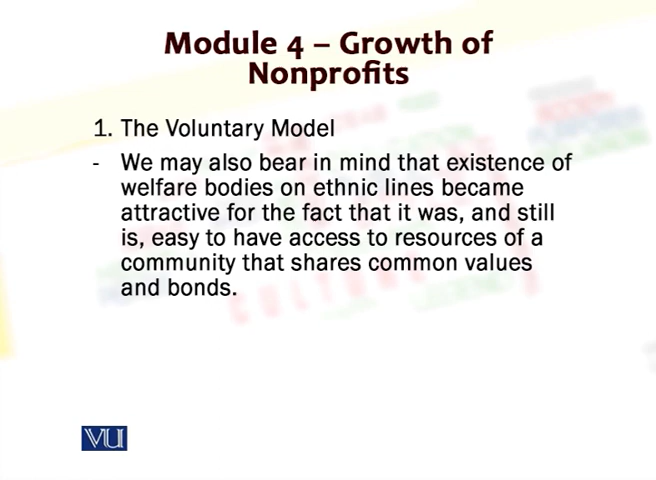 Module 4 – Growth of
Nonprofits
1. The Voluntary Model
- We may also bear in mind that existence of
welfare bodies on ethnic lines became
attractive for the fact that it was, and still
is, easy to have access to resources of a
community that shares common values
and bonds.
VU